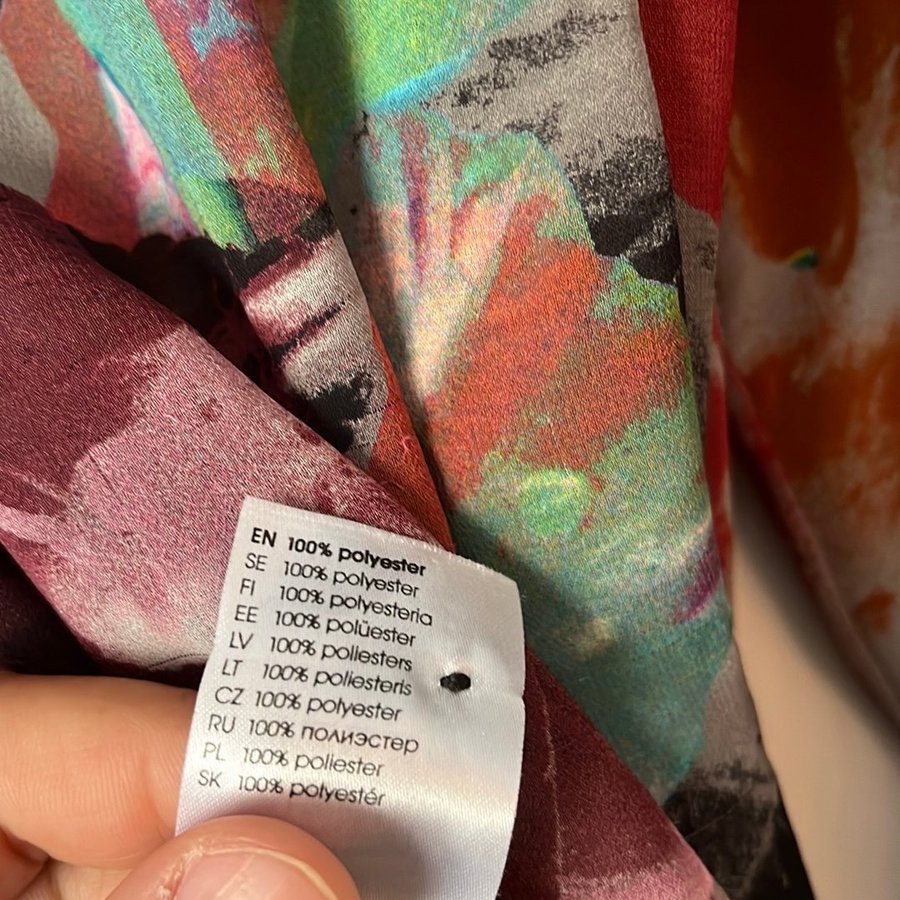 EN 100% polyester
SE 100% polyester
FI 100% polyesteria
EE 100% polüester
LV 100% poliesters
LT 100% poliesteris
CZ 100% polyester
RU 100% полиэстер
PL 100% poliester
SK 100% polyestér